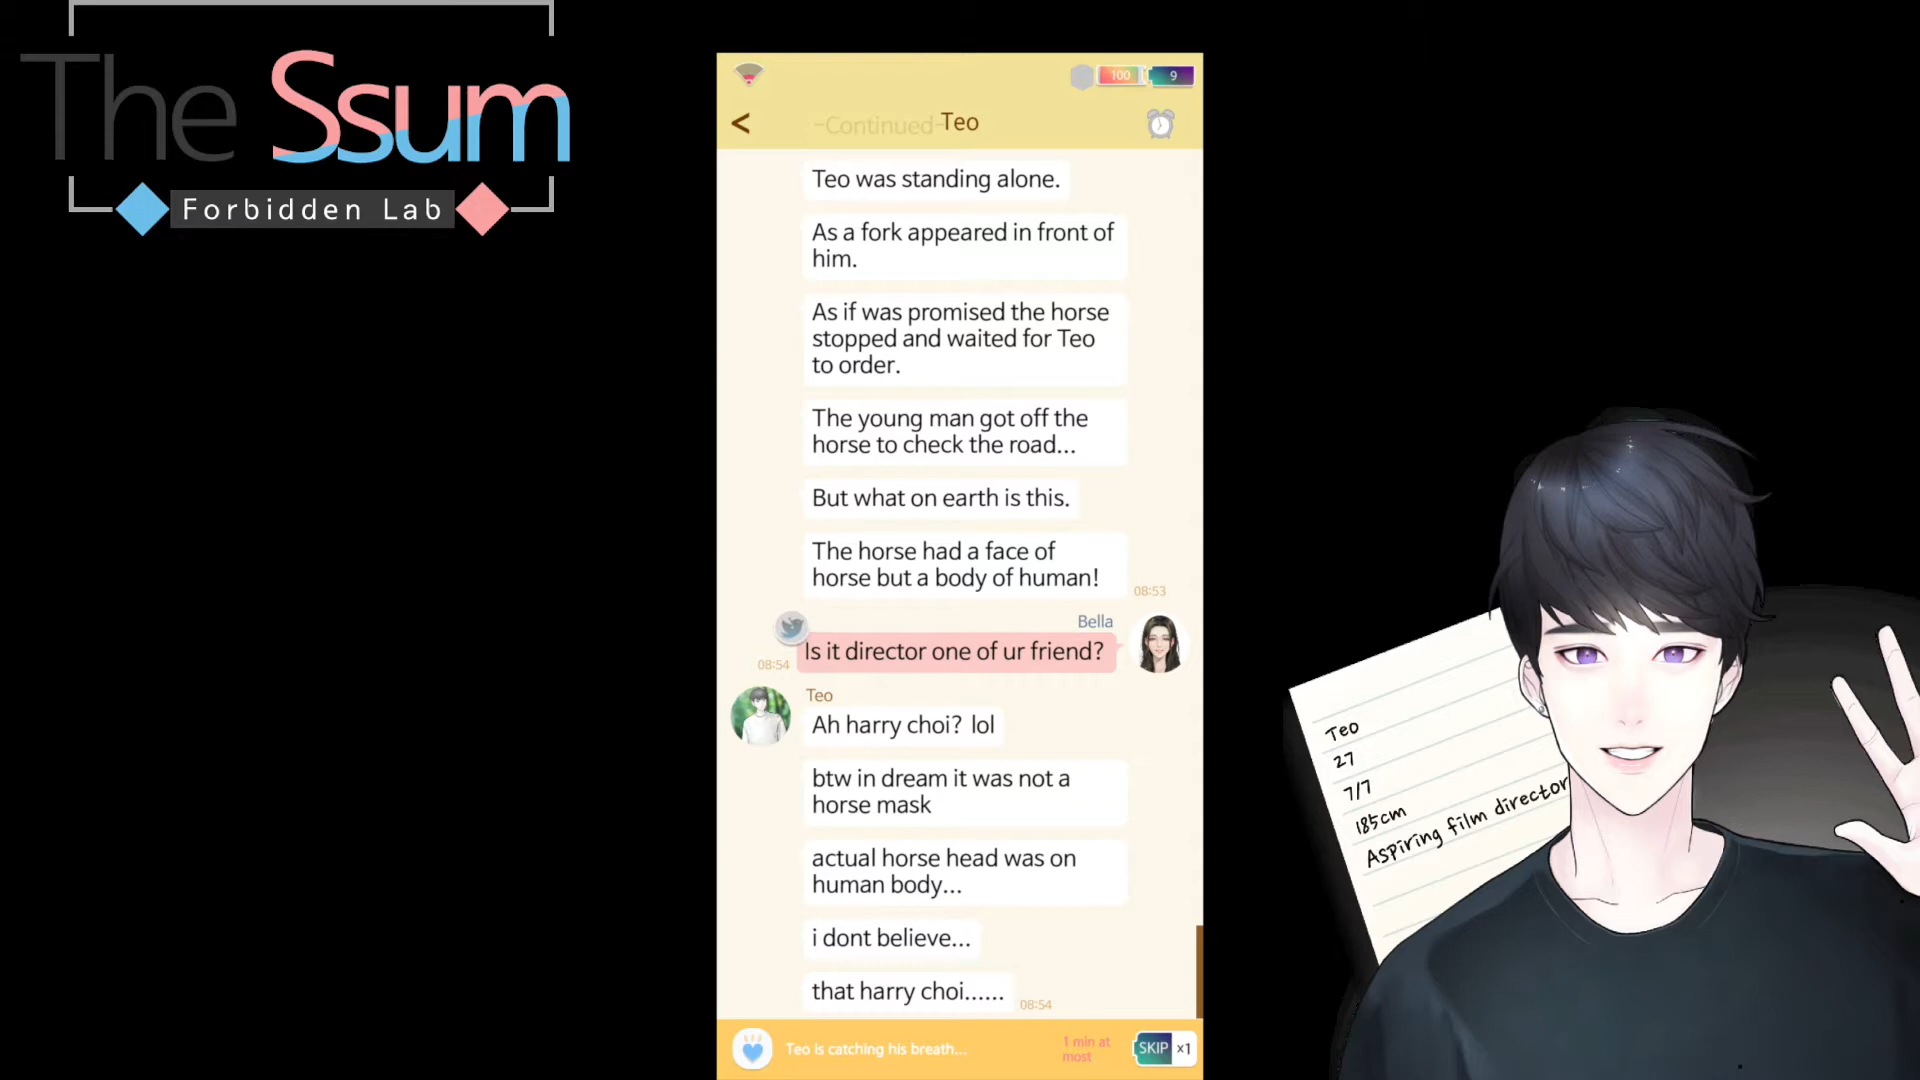 The Ssum
Forbidden Lab
100
9
<
-Continued-
Teo
Teo was standing alone.
As a fork appeared in front of
him.
As if was promised the horse
stopped and waited for Teo
to order.
The young man got off the
horse to check the road...
But what on earth is this.
The horse had a face of
horse but a body of human!
08:53
Bella
Is it director one of ur friend?
08:54
Teo
Ah harry choi? lol
btw in dream it was not a
horse mask
actual horse head was on
human body...
i dont believe...
that harry choi......
08:54
Teo is catching his breath...
1 min at
most
SKIP x1
Teo
27
7/7
185cm
Aspiring film director